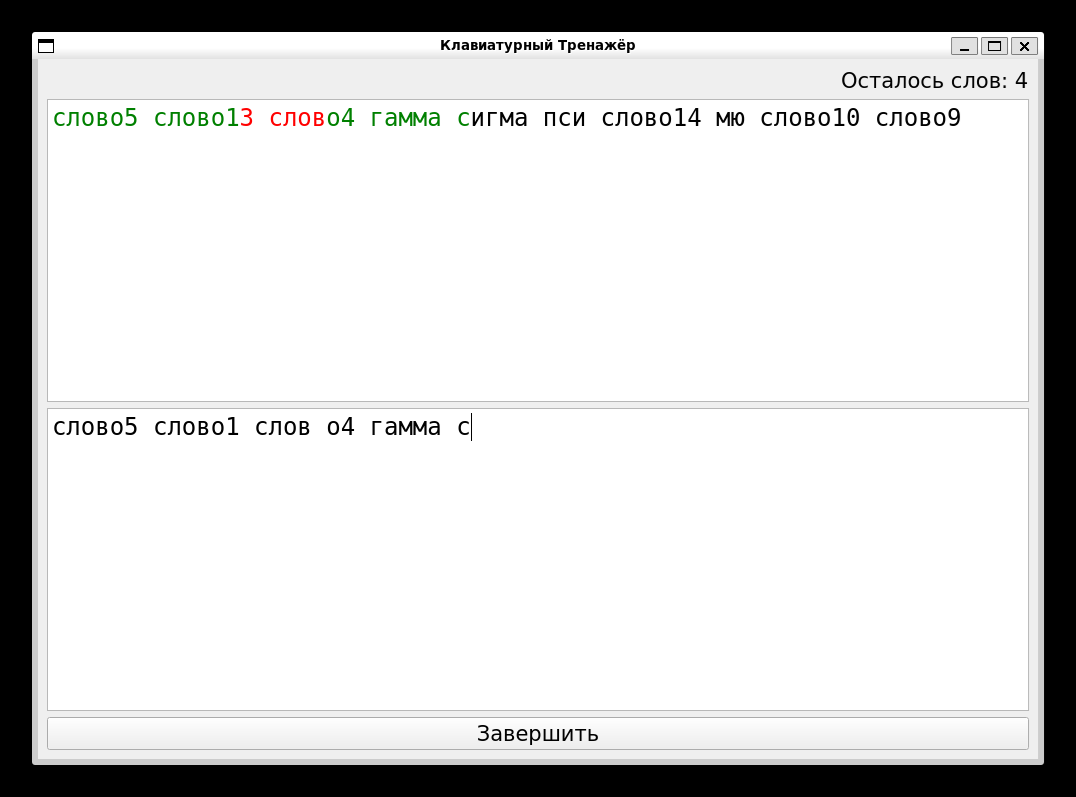 Клавиатурный Тренажёр
Осталось слов: 4
слово5 слово13 слово4 гамма сигма пси слово14 мю слово10 слово9
слово5 слово1 слов о4 гамма с
Завершить